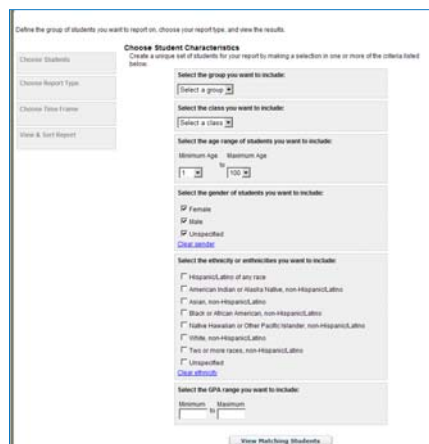 Define the group of students you want to report on, choose your report type, and view the results.
Choose Students
Choose Report Type
Choose Time Frame
View & Sort Report
Choose Student Characteristics
Create a unique set of students for your report by making a selection in one or more of the criteria listed
below.
Select the group you want to include:
Select a group
Select the class you want to include:
Select a class
Select the age range of students you want to include:
Minimum Age Maximum Age
1 to 100
Select the gender of students you want to include:
Female
Male
Unspecified
Clear gender
Select the ethnicity or enthnicities you want to include:
Hispanic/Latino of any race
American Indian or Alaska Native, non-Hispanic/Latino
Asian, non-Hispanic/Latino
Black or African American, non-Hispanic/Latino
Native Hawaiian or Other Pacific Islander, non-Hispanic/Latino
White, non-Hispanic/Latino
Two or more races, non-Hispanic/Latino
Unspecified
Clear ethnicity
Select the GPA range you want to include:
Minimum to Maximum
View Matching Students